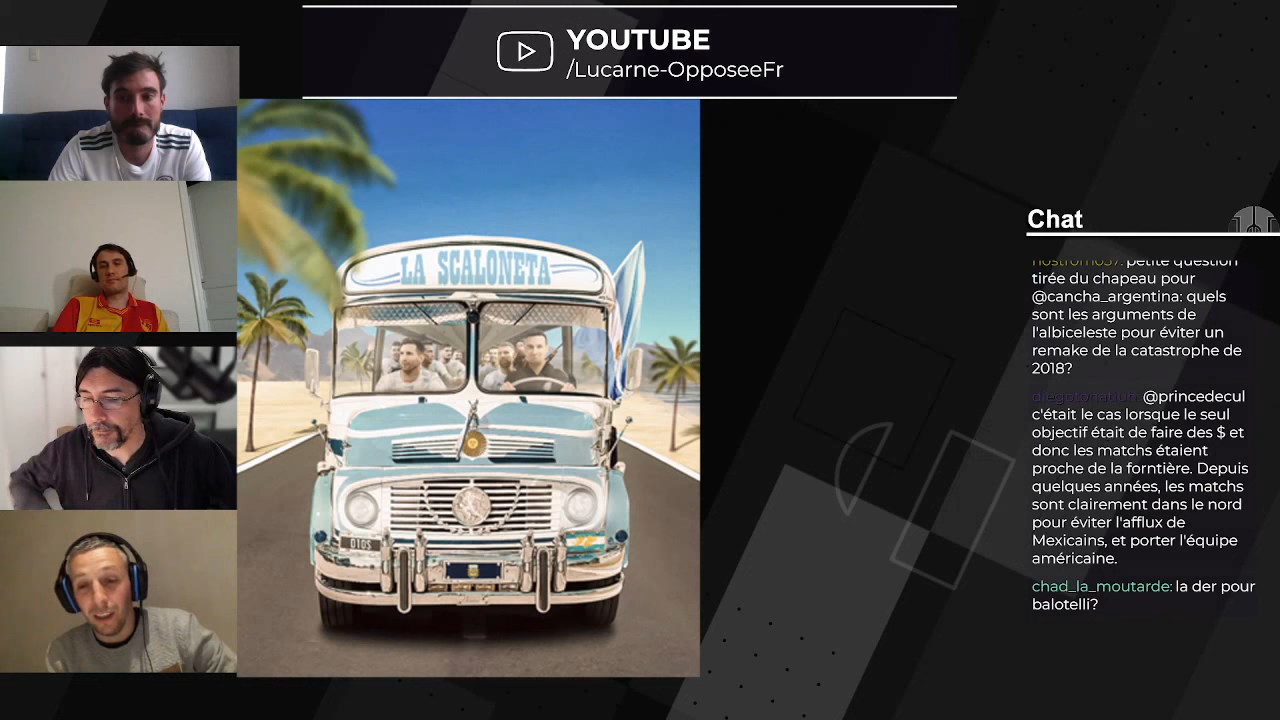 YOUTUBE
/Lucarne-OpposeeFr
LA SCALONETA
Chat
petite question
tirée du chapeau pour
@cancha_argentina: quels
sont les arguments de
l'albiceleste pour éviter un
remake de la catastrophe de
2018?
@princedecul
c'était le cas lorsque le seul
objectif était de faire des $ et
donc les matchs étaient
proche de la forntière. Depuis
quelques années, les matchs
sont clairement dans le nord
pour éviter l'afflux de
Mexicains, et porter l'équipe
américaine.
chad_la_moutarde: la der pour
balotelli?